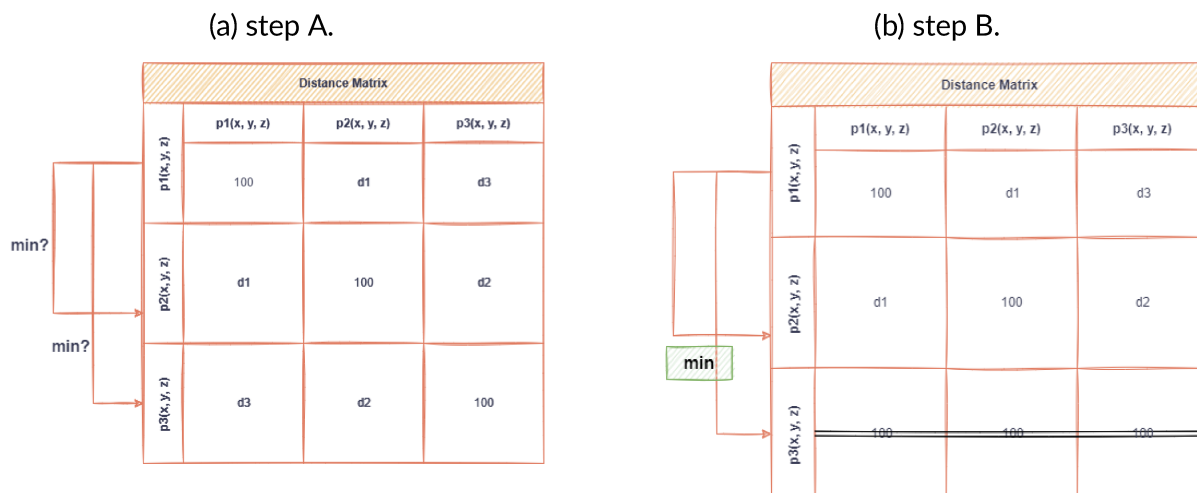 (a) step A.
Distance Matrix
p1(x, y, z) p2(x, y, z) p3(x, y, z)
p1(x, y, z)
100 d1 d3
min?
p2(x, y, z)
d1 100 d2
min?
p3(x, y, z)
d3 d2 100
(b) step B.
Distance Matrix
p1(x, y, z) p2(x, y, z) p3(x, y, z)
p1(x, y, z)
100 d1 d3
p2(x, y, z)
d1 100 d2
min
p3(x, y, z)
100 100 100